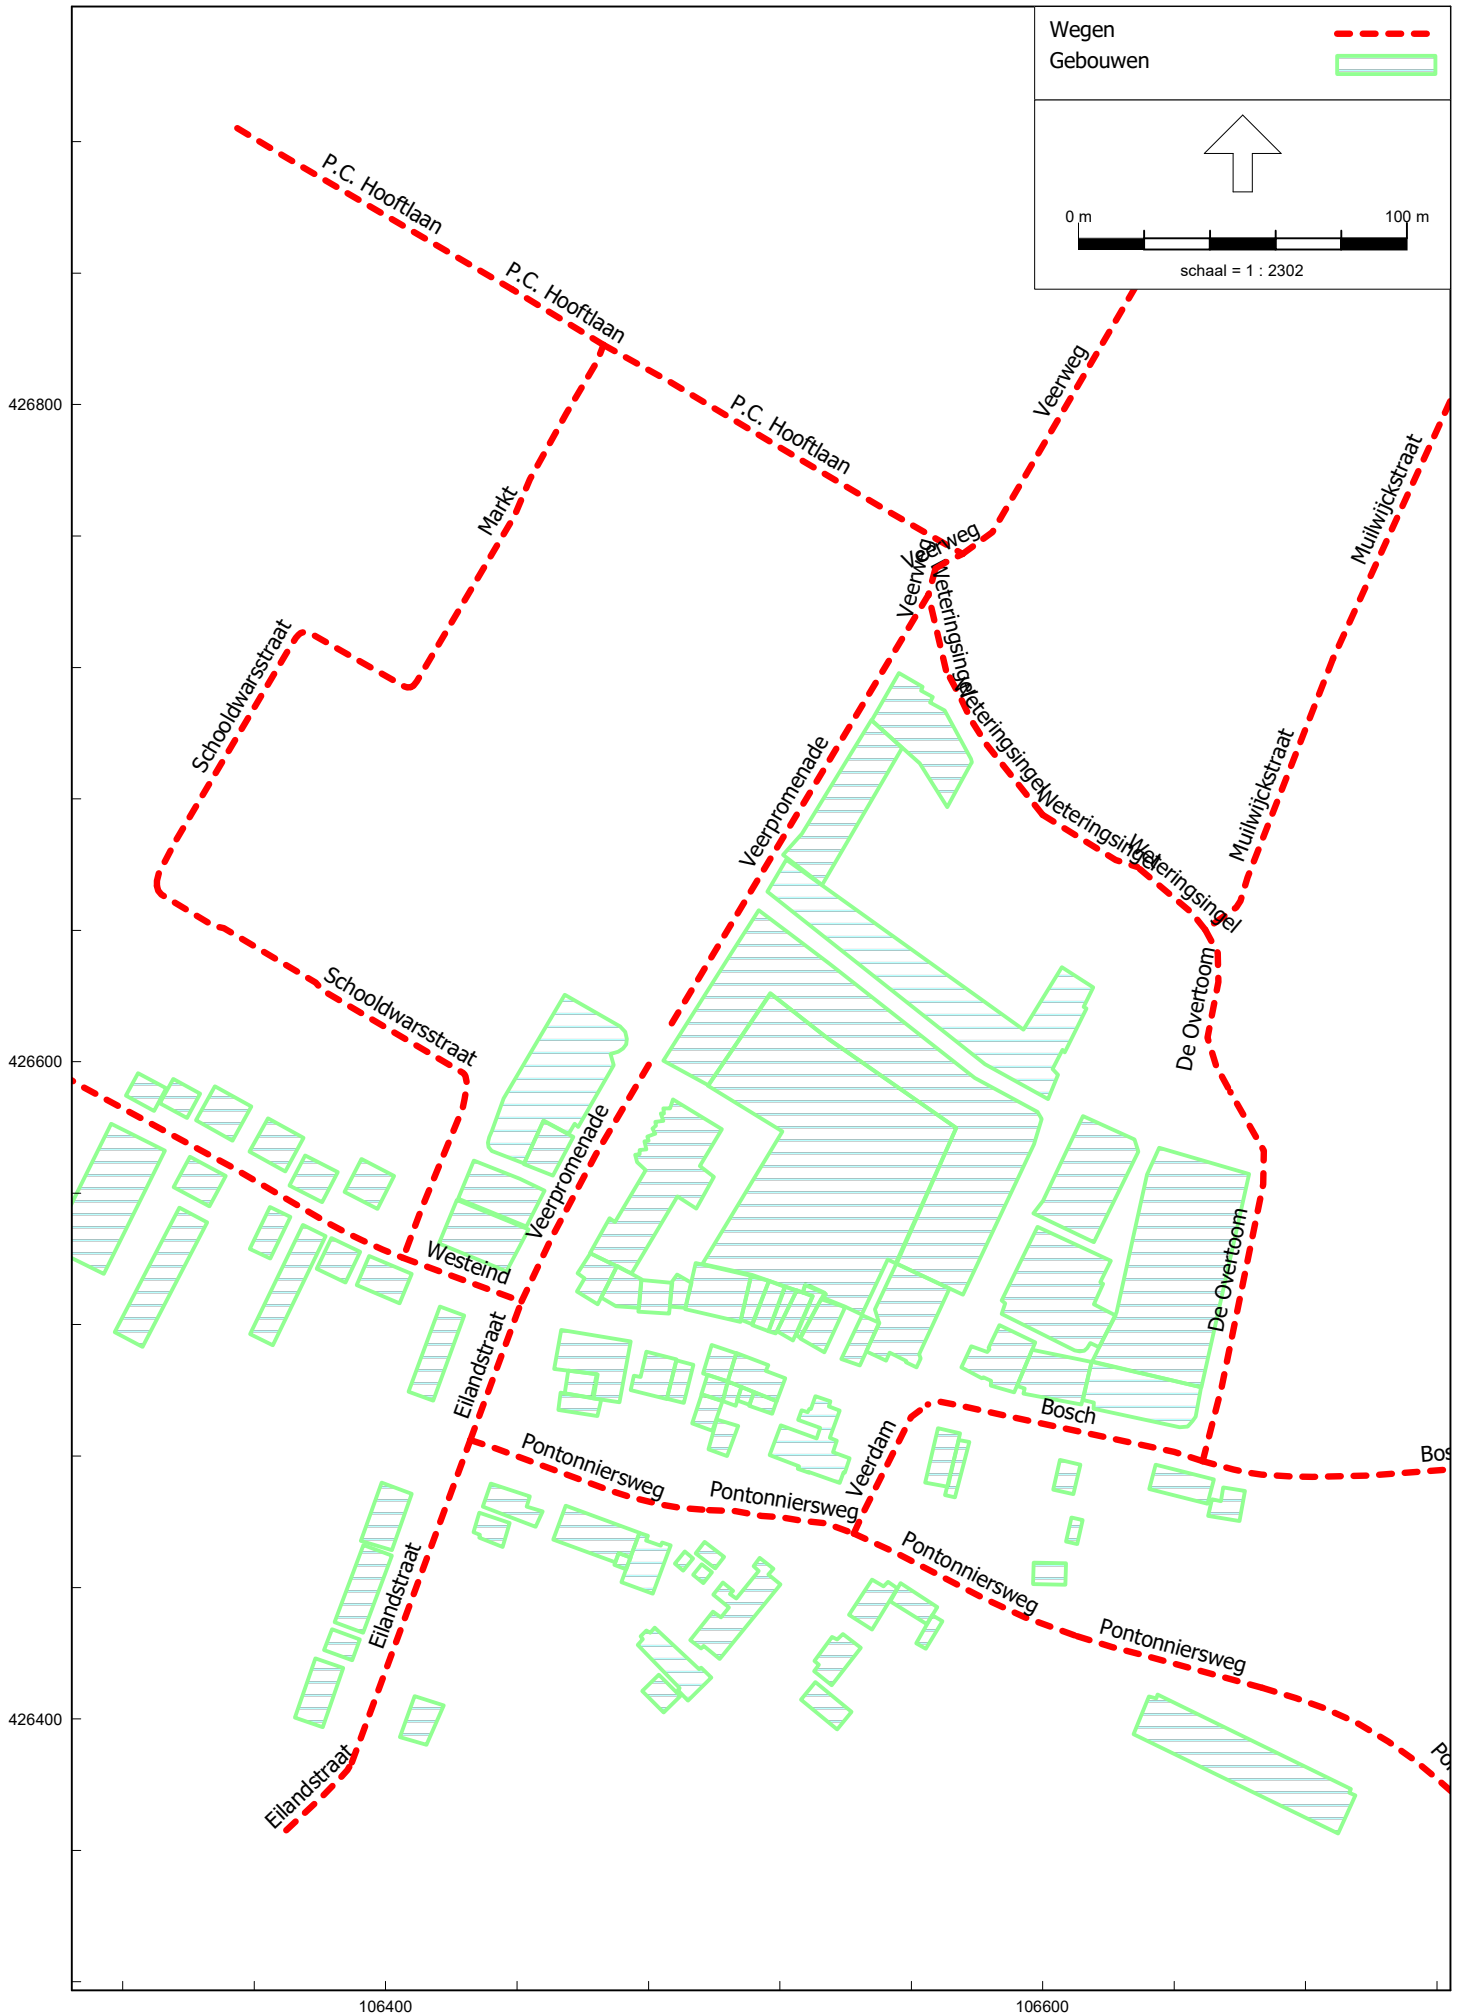 Wegen
Gebouwen
0 m 100 m
schaal = 1 : 2302
P.C. Hooftlaan
P.C. Hooftlaan
P.C. Hooftlaan
Veerweg
426800
Muilwijckstraat
Markt
Veerweg
Veerweg
Weteringsingel
Schooldwarsstraat
Weteringsingel
Veerpromenade
Muilwijckstraat
Weteringsingel
Weteringsingel
De Overtoom
Schooldwarsstraat
426600
Veerpromenade
Westeind
De Overtoom
Eilandstraat
Bosch
Veerdam
Pontonniersweg
Pontonniersweg
Pontonniersweg
Eilandstraat
Pontonniersweg
426400
Eilandstraat
106400 106600